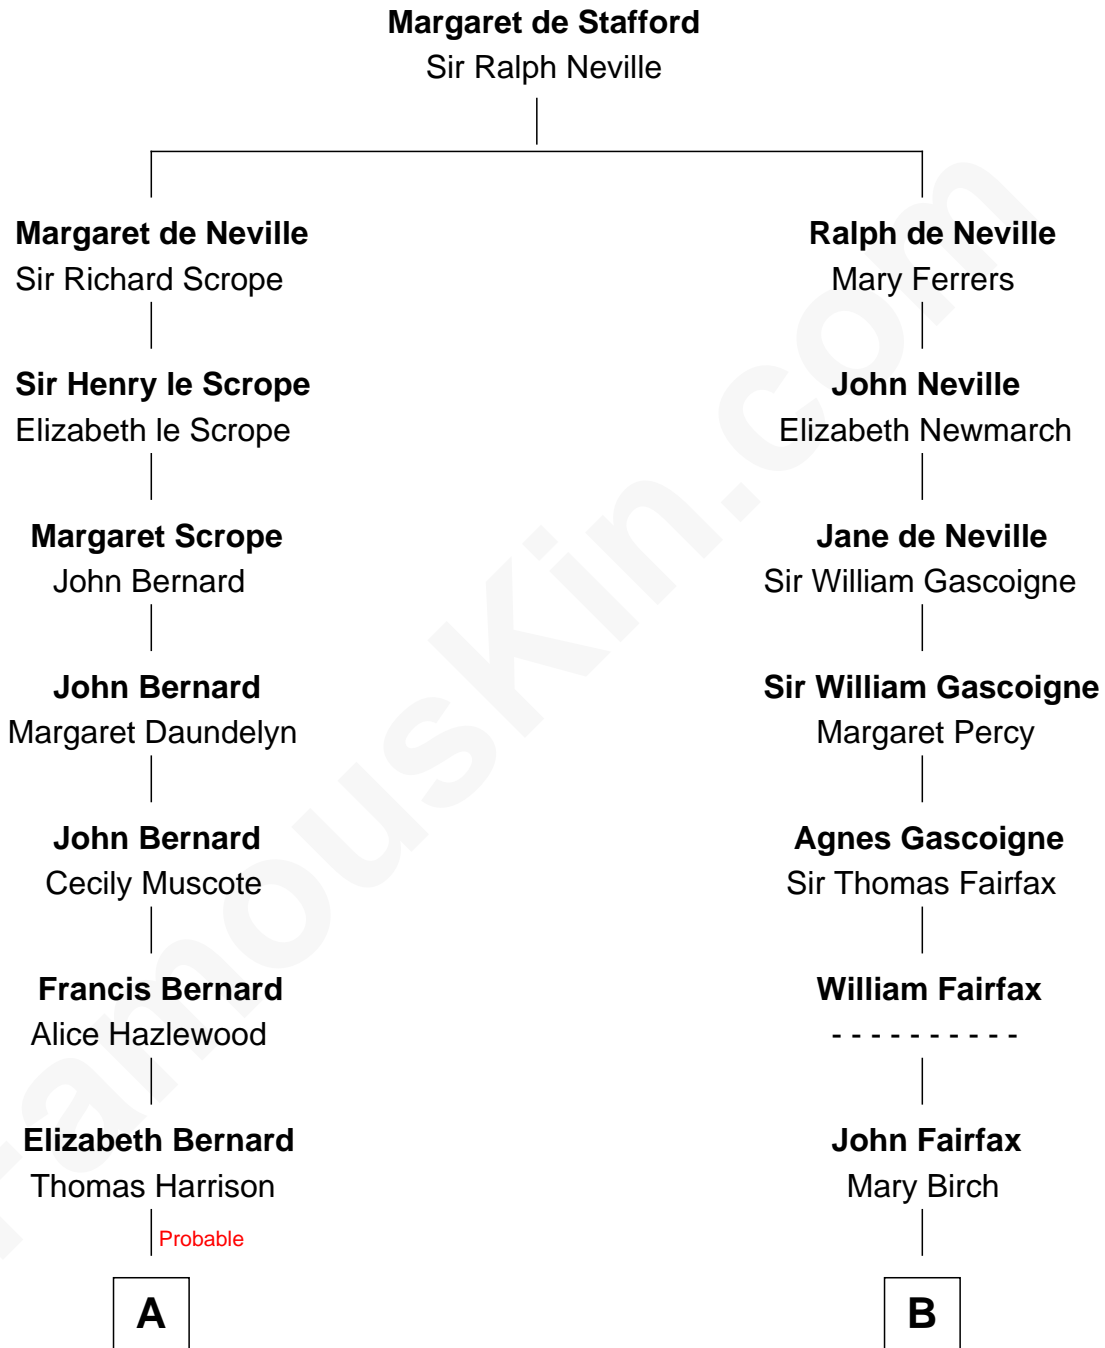 Margaret de Stafford
Sir Ralph Neville
Margaret de Neville
Sir Richard Scrope
Ralph de Neville
Mary Ferrers
Sir Henry le Scrope
Elizabeth le Scrope
John Neville
Elizabeth Newmarch
Margaret Scrope
John Bernard
Jane de Neville
Sir William Gascoigne
John Bernard
Margaret Daundelyn
Sir William Gascoigne
Margaret Percy
John Bernard
Cecily Muscote
Agnes Gascoigne
Sir Thomas Fairfax
Francis Bernard
Alice Hazlewood
William Fairfax
- - - - - - - - - -
Elizabeth Bernard
Thomas Harrison
John Fairfax
Mary Birch
Probable
A
B
FamousKin.com